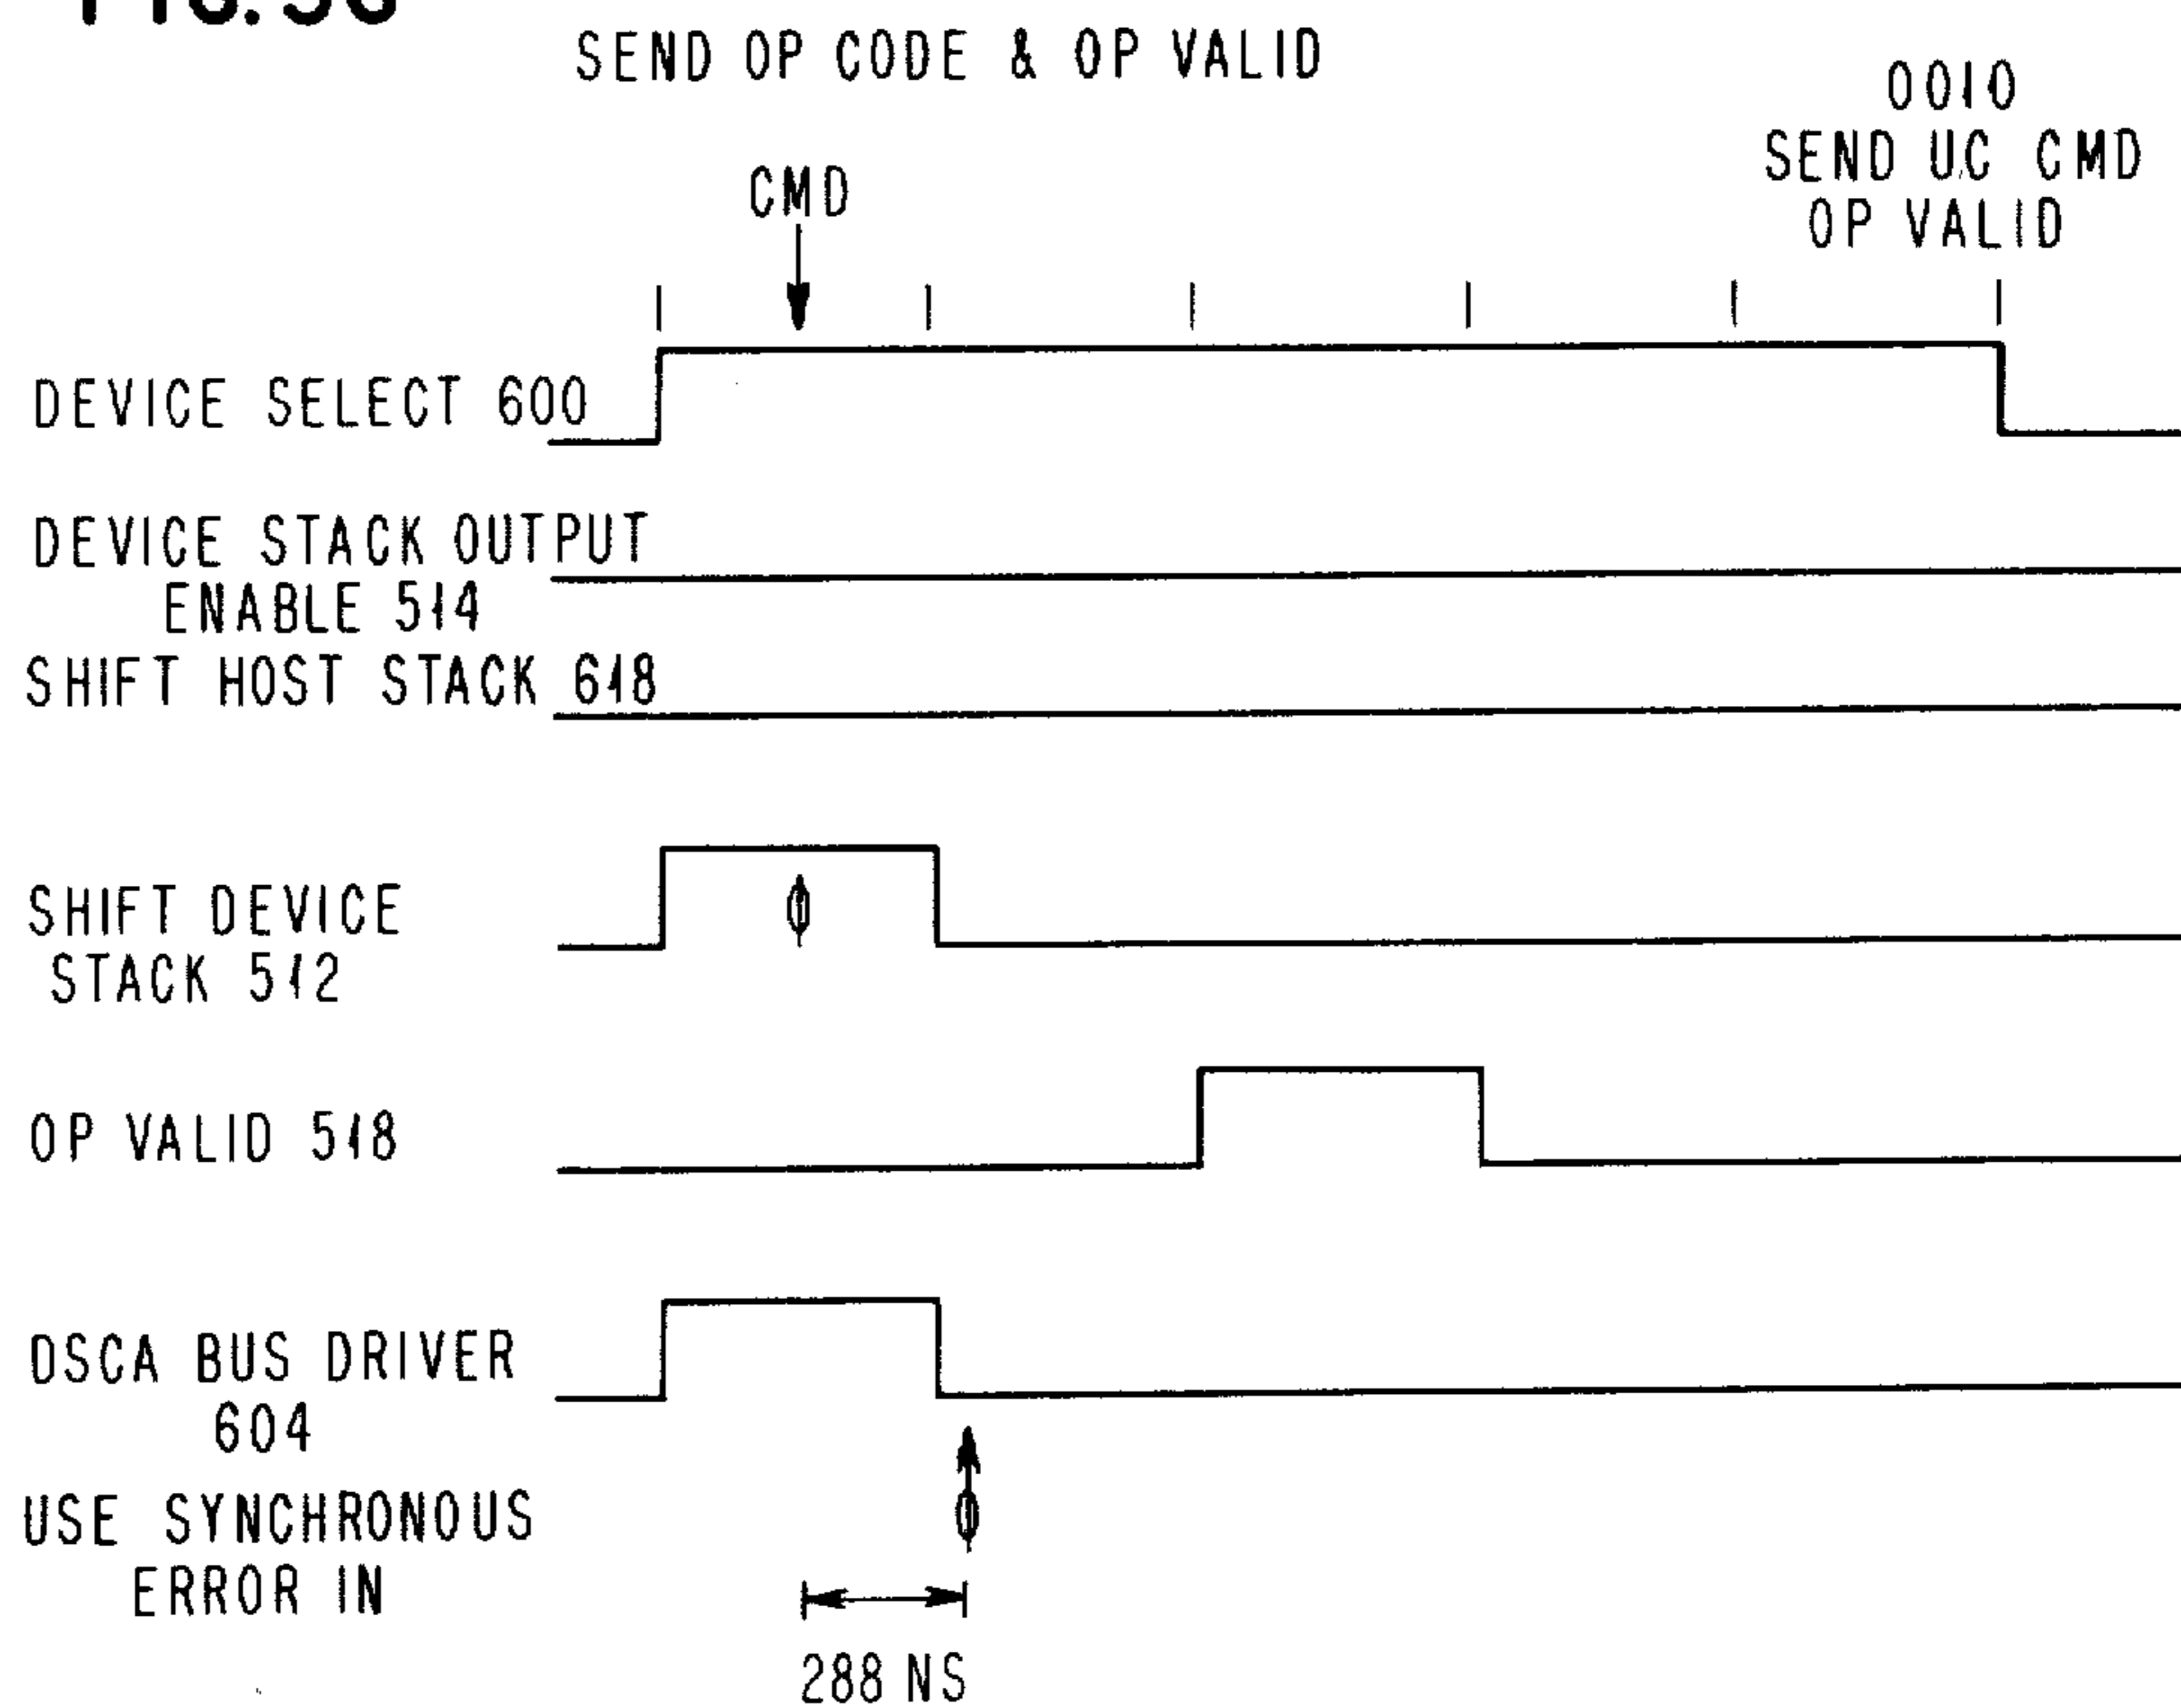 SEND OP CODE & OP VALID
0010
SEND UC CMD
OP VALID
CMD
DEVICE SELECT 600
DEVICE STACK OUTPUT
ENABLE 514
SHIFT HOST STACK 618
SHIFT DEVICE
STACK 512
OP VALID 518
DSCA BUS DRIVER
604
USE SYNCHRONOUS
ERROR IN
288 NS